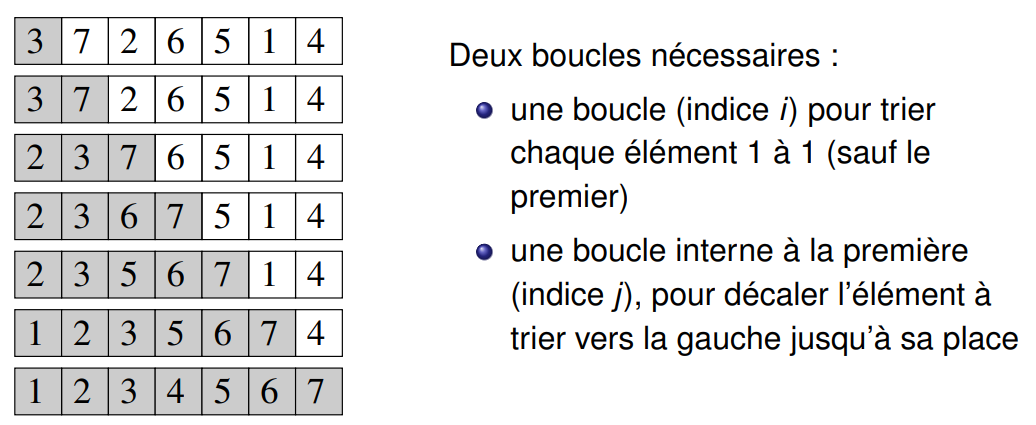 3 7 2 6 5 1 4
3 7 2 6 5 1 4
2 3 7 6 5 1 4
2 3 6 7 5 1 4
2 3 5 6 7 1 4
1 2 3 5 6 7 4
1 2 3 4 5 6 7
Deux boucles nécessaires :
une boucle (indice i) pour trier
chaque élément 1 à 1 (sauf le
premier)
une boucle interne à la première
(indice j), pour décaler l'élément à
trier vers la gauche jusqu'à sa place